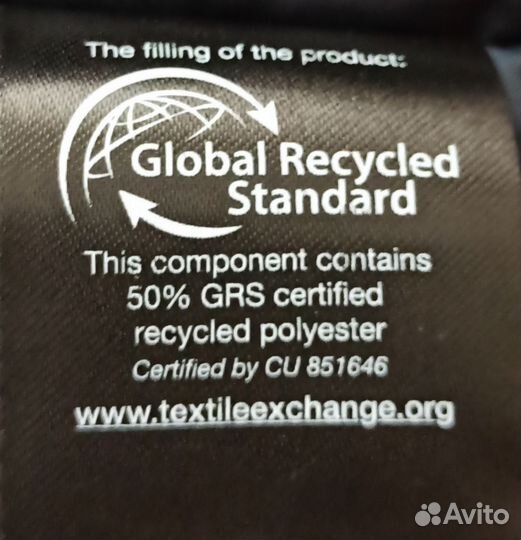 The filling of the product:
Global Recycled
Standard
This component contains
50% GRS certified
recycled polyester
Certified by CU 851646
www.textileexchange.org
Avito